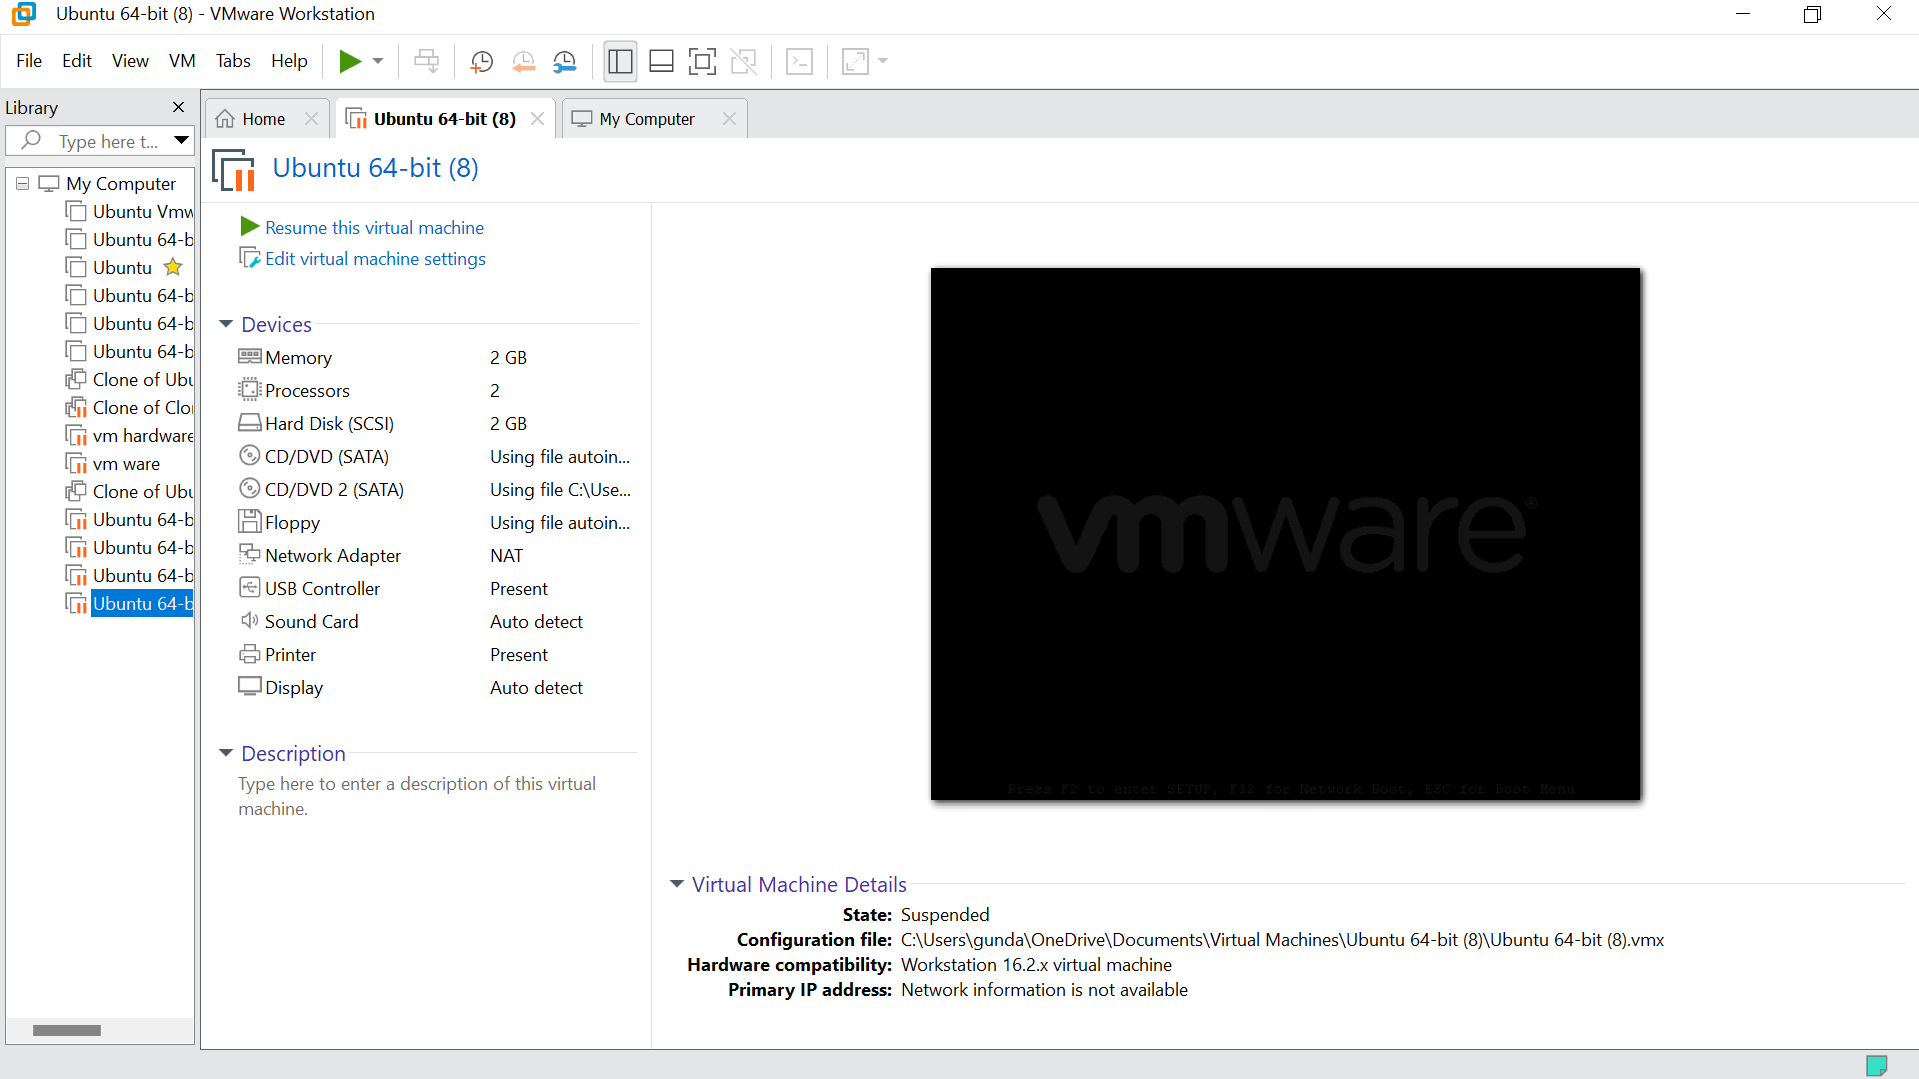 Ubuntu 64-bit (8) - VMware Workstation
File Edit View VM Tabs Help
Library
Type here t...
Home
Ubuntu 64-bit (8)
My Computer
My Computer
Ubuntu Vmw
Ubuntu 64-b
Ubuntu
Ubuntu 64-b
Ubuntu 64-b
Ubuntu 64-b
Clone of Ubu
Clone of Clo
vm hardware
vm ware
Clone of Ubu
Ubuntu 64-b
Ubuntu 64-b
Ubuntu 64-b
Ubuntu 64-b
Ubuntu 64-bit (8)
Resume this virtual machine
Edit virtual machine settings
Devices
Memory 2 GB
Processors 2
Hard Disk (SCSI) 2 GB
CD/DVD (SATA) Using file autoin...
CD/DVD 2 (SATA) Using file C:\Use...
Floppy Using file autoin...
Network Adapter NAT
USB Controller Present
Sound Card Auto detect
Printer Present
Display Auto detect
Description
Type here to enter a description of this virtual
machine.
vmware®
Press F2 to enter SETUP, F12 for Network Boot, ESC for Boot Menu
Virtual Machine Details
State: Suspended
Configuration file: C:\Users\gunda\OneDrive\Documents\Virtual Machines\Ubuntu 64-bit (8)\Ubuntu 64-bit (8).vmx
Hardware compatibility: Workstation 16.2.x virtual machine
Primary IP address: Network information is not available